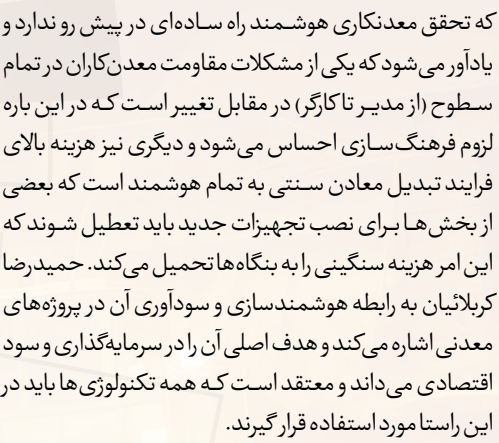 که تحقق معدنکاری هوشمند راه ساده‌ای در پیش رو ندارد و
یادآور می‌شود که یکی از مشکلات مقاومت معدن‌کاران در تمام
سطوح (از مدیر تا کارگر) در مقابل تغییر است که در این باره
لزوم فرهنگ‌سازی احساس می‌شود و دیگری نیز هزینه بالای
فرایند تبدیل معادن سنتی به تمام هوشمند است که بعضی
از بخش‌ها برای نصب تجهیزات جدید باید تعطیل شوند که
این امر هزینه سنگینی را به بنگاه‌ها تحمیل می‌کند. حمیدرضا
کربلائیان به رابطه هوشمندسازی و سودآوری آن در پروژه‌های
معدنی اشاره می‌کند و هدف اصلی آن را در سرمایه‌گذاری و سود
اقتصادی می‌داند و معتقد است که همه تکنولوژی‌ها باید در
این راستا مورد استفاده قرار گیرند.